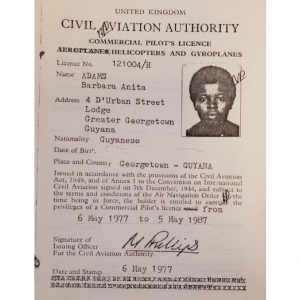 UNITED KINGDOM
CIVIL AVIATION AUTHORITY
COMMERCIAL PILOT'S LICENCE
AEROPLANES HELICOPTERS AND GYROPLANES
Licence No. 121004/H
Name ADAMS
Barbara Anita
Address 4 D'Urban Street
Lodge
Greater Georgetown
Guyana
Nationality Guyanese
Date of Birth
Place and Country Georgetown - GUYANA
Issued in accordance with the provisions of the Civil Aviation
Act, 1949, and of Annex to the Convention on International
Civil Aviation signed on 7th December, 1944, and subject to
the terms and conditions of the Air Navigation Order
time being in force, the holder is entitled to
privileges of a Commercial Pilot's licence from
6 May 1977 to 5 May 1987
Signature of
Issuing Officer
For the Civil Aviation Authority.
Date and Stamp 6 May 1977